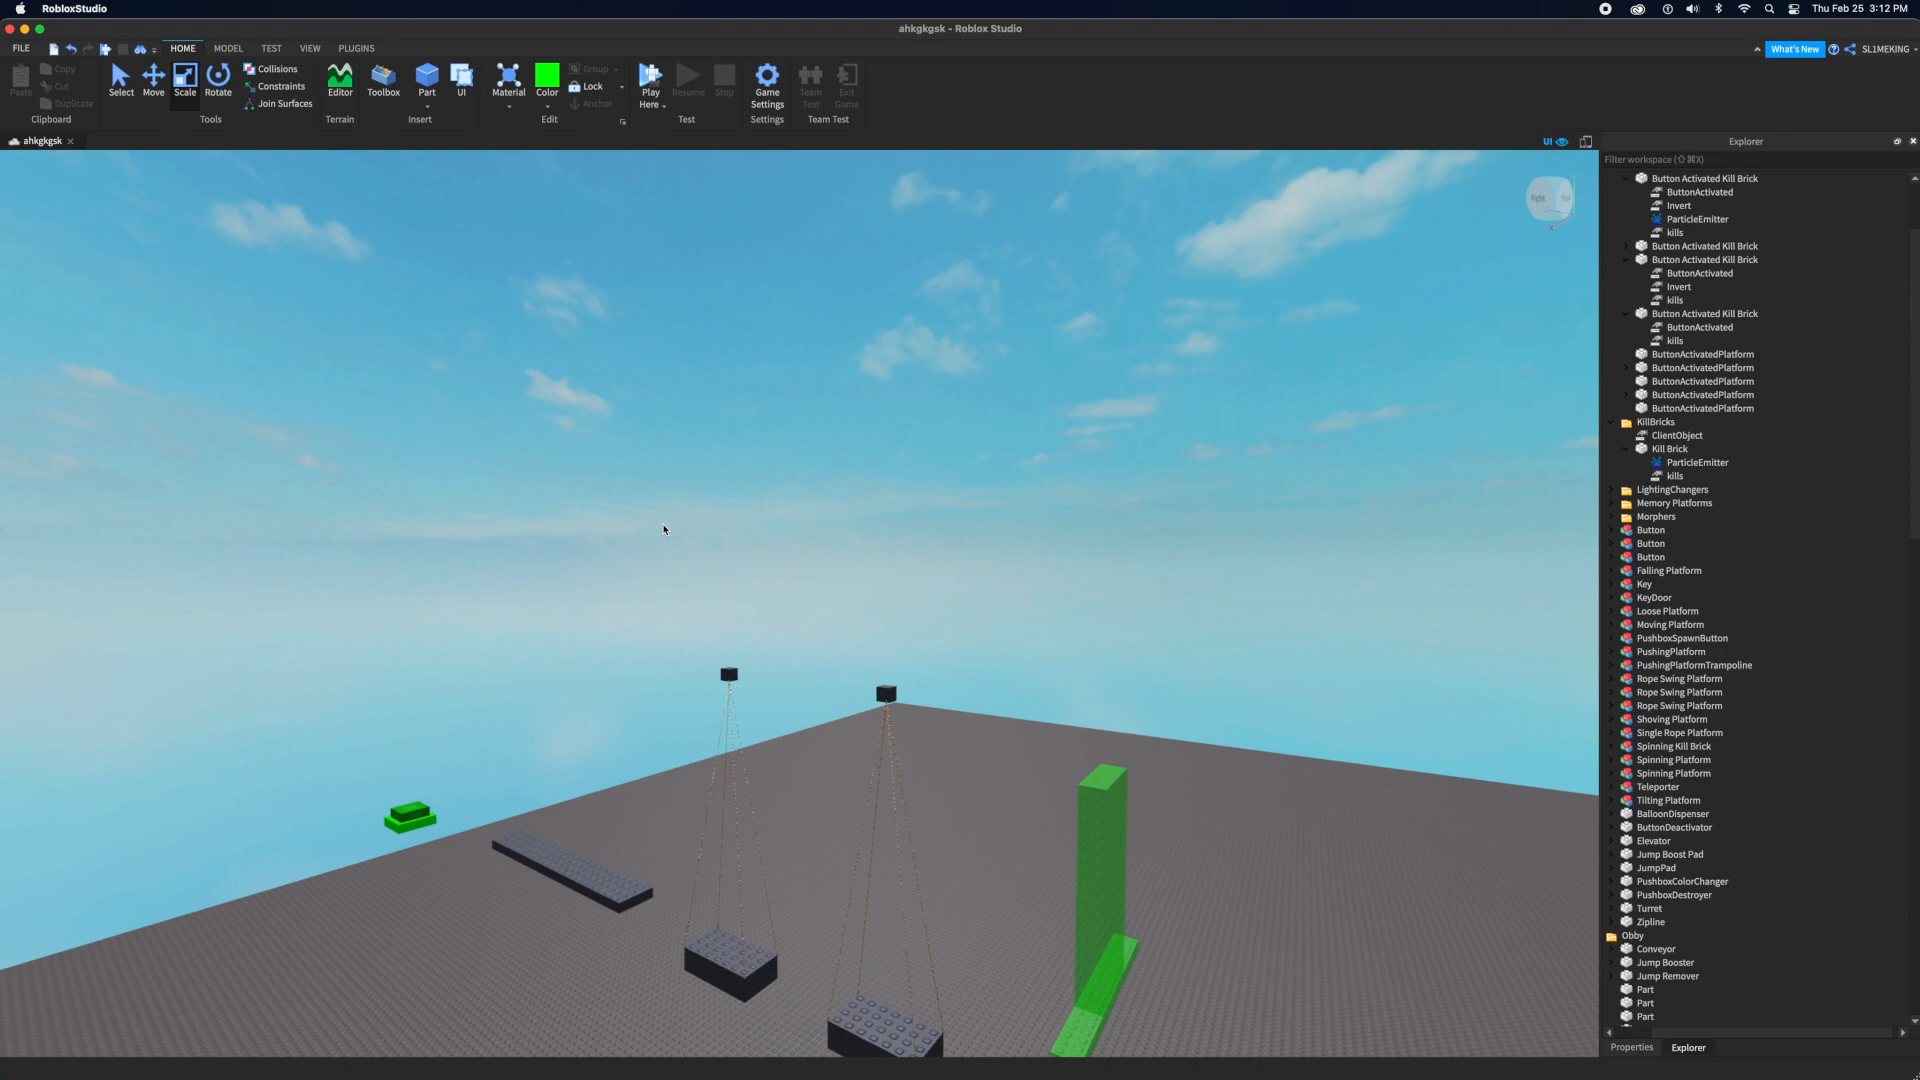 RobloxStudio
Thu Feb 25 3:12 PM
ahkgkgsk - Roblox Studio
FILE
HOME
MODEL
TEST
VIEW
PLUGINS
What's New
SL1MEKING
Paste
Copy
Cut
Duplicate
Clipboard
Select
Move
Scale
Rotate
Collisions
Constraints
Join Surfaces
Tools
Editor
Terrain
Toolbox
Part
UI
Insert
Material
Color
Group
Lock
Anchor
Edit
Play
Here
Resume
Stop
Test
Game
Settings
Settings
Team
Test
Exit
Game
Team Test
ahkgkgsk
UI
Explorer
Filter workspace (⇧⌘X)
Right
X
Button Activated Kill Brick
ButtonActivated
Invert
ParticleEmitter
kills
Button Activated Kill Brick
Button Activated Kill Brick
ButtonActivated
Invert
kills
Button Activated Kill Brick
ButtonActivated
kills
ButtonActivatedPlatform
ButtonActivatedPlatform
ButtonActivatedPlatform
ButtonActivatedPlatform
ButtonActivatedPlatform
KillBricks
ClientObject
Kill Brick
ParticleEmitter
kills
LightingChangers
Memory Platforms
Morphers
Button
Button
Button
Falling Platform
Key
KeyDoor
Loose Platform
Moving Platform
PushboxSpawnButton
PushingPlatform
PushingPlatformTrampoline
Rope Swing Platform
Rope Swing Platform
Rope Swing Platform
Shoving Platform
Single Rope Platform
Spinning Kill Brick
Spinning Platform
Spinning Platform
Teleporter
Tilting Platform
BalloonDispenser
ButtonDeactivator
Elevator
Jump Boost Pad
JumpPad
PushboxColorChanger
PushboxDestroyer
Turret
Zipline
Obby
Conveyor
Jump Booster
Jump Remover
Part
Part
Part
Properties
Explorer